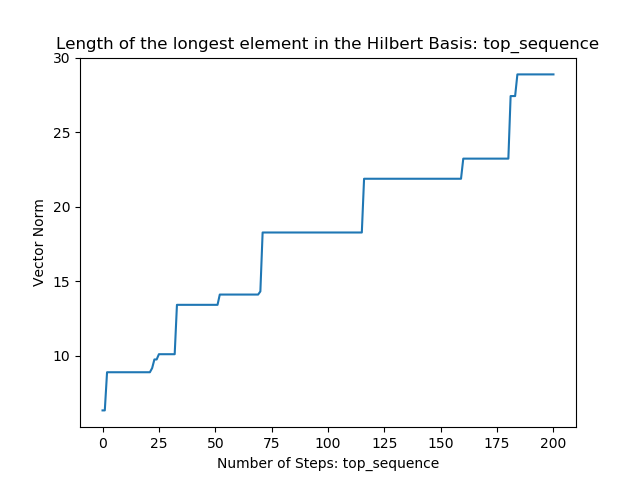 Length of the longest element in the Hilbert Basis: top_sequence
30
25
20
15
10
Vector Norm
0 25 50 75 100 125 150 175 200
Number of Steps: top_sequence